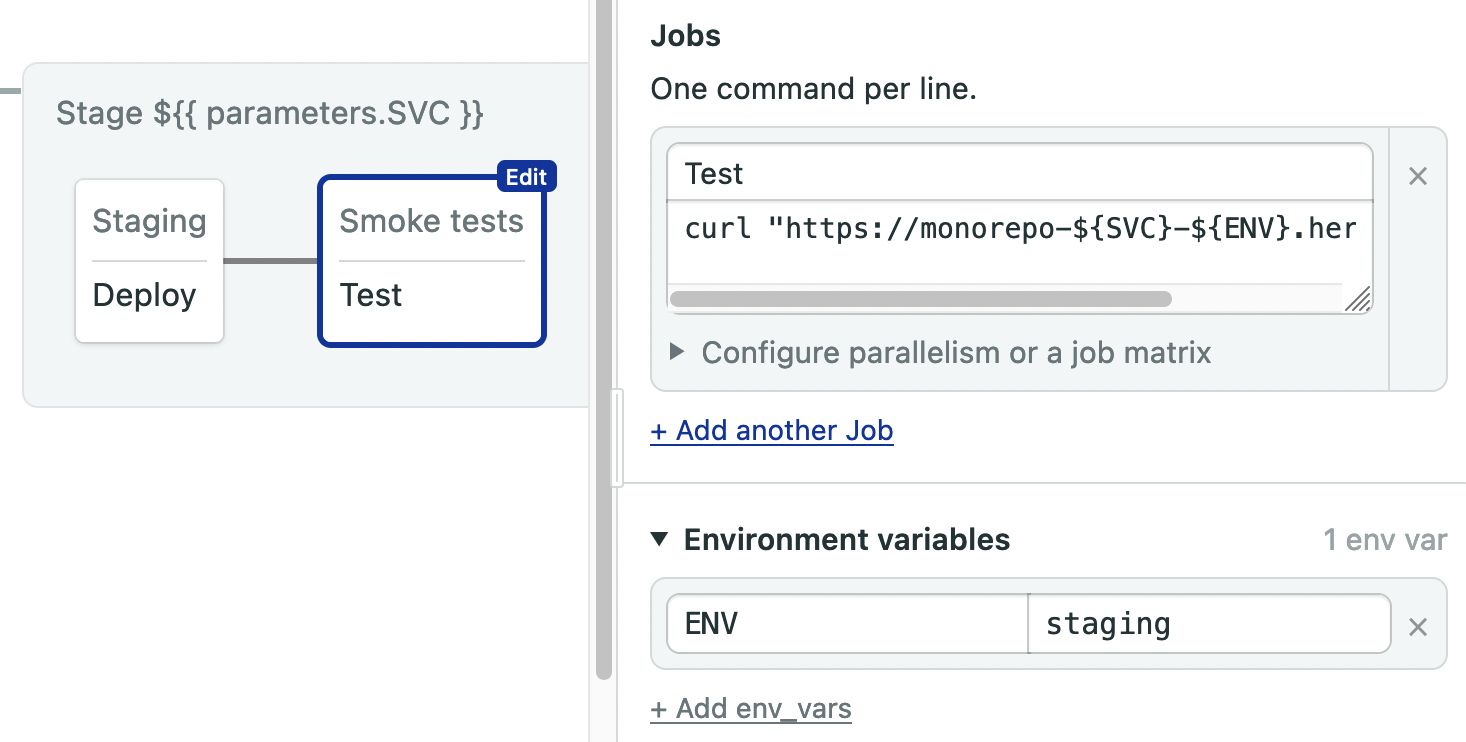 Stage ${{ parameters.SVC }}
Staging
Deploy
Edit
Smoke tests
Test
Jobs
One command per line.
Test
curl "https://monorepo-${SVC}-${ENV}.her
Configure parallelism or a job matrix
+ Add another Job
Environment variables
1 env var
ENV
staging
+ Add env_vars